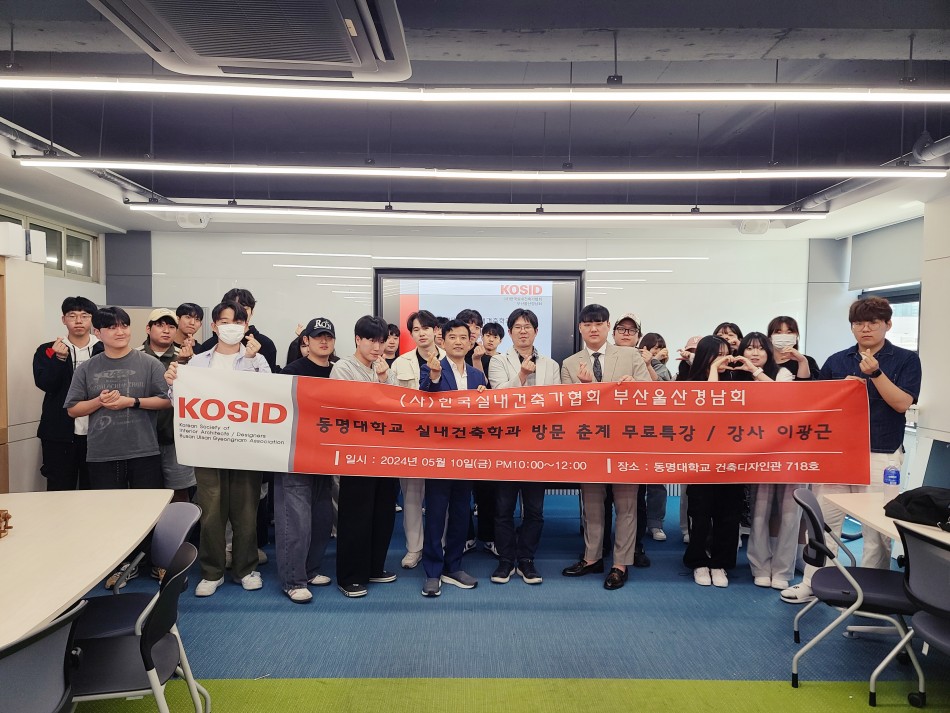 KOSID
KOSID
Korean Society of
Interior Architects / Designers
Busan Ulsan Gyeongnam Association
(사)한국실내건축가협회 부산울산경남회
동명대학교 실내건축학과 방문 춘계 무료특강 / 강사 이광근
일시 : 2024년 05월 10일(금) PM10:00~12:00
장소 : 동명대학교 건축디자인관 718호